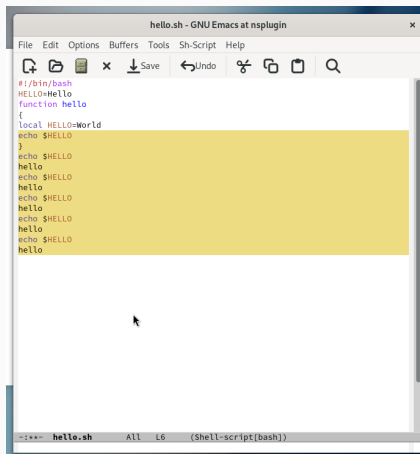 hello.sh - GNU Emacs at nsplugin ×
File Edit Options Buffers Tools Sh-Script Help
Save Undo
#!/bin/bash
HELLO=Hello
function hello
{
local HELLO=World
echo $HELLO
}
echo $HELLO
hello
echo $HELLO
hello
echo $HELLO
hello
echo $HELLO
hello
echo $HELLO
hello
-:**- hello.sh All L6 (Shell-script[bash])